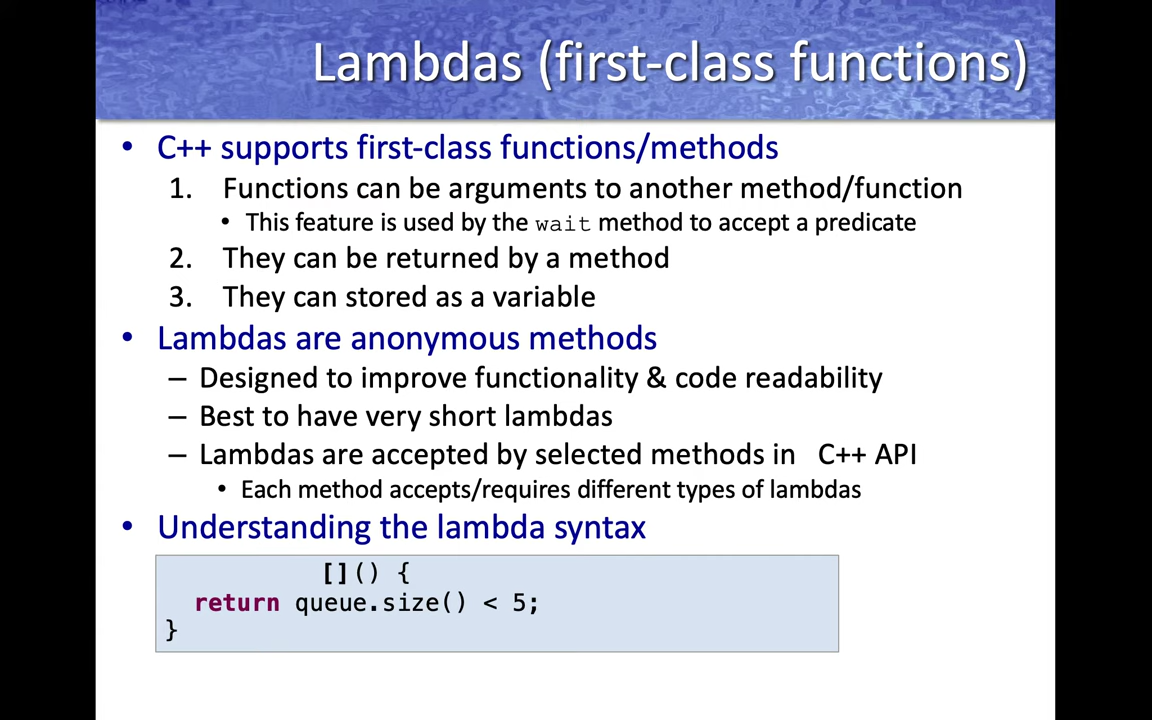 Lambdas (first-class functions)
• C++ supports first-class functions/methods
1. Functions can be arguments to another method/function
• This feature is used by the wait method to accept a predicate
2. They can be returned by a method
3. They can stored as a variable
• Lambdas are anonymous methods
– Designed to improve functionality & code readability
– Best to have very short lambdas
– Lambdas are accepted by selected methods in C++ API
• Each method accepts/requires different types of lambdas
• Understanding the lambda syntax
[]() {
return queue.size() < 5;
}